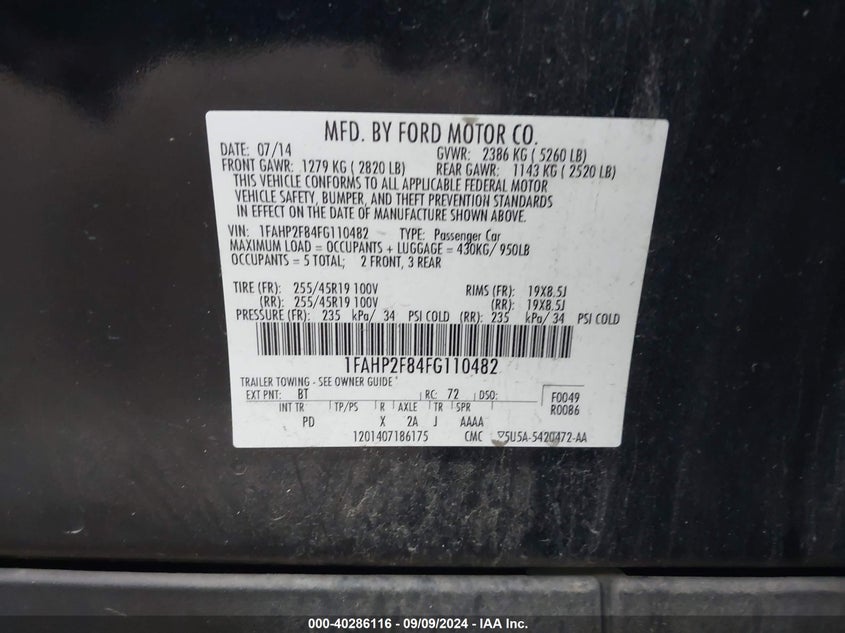 MFD. BY FORD MOTOR CO.
DATE: 07/14 GVWR: 2386 KG ( 5260 LB)
FRONT GAWR: 1279 KG ( 2820 LB) REAR GAWR: 1143 KG ( 2520 LB)
THIS VEHICLE CONFORMS TO ALL APPLICABLE FEDERAL MOTOR
VEHICLE SAFETY, BUMPER, AND THEFT PREVENTION STANDARDS
IN EFFECT ON THE DATE OF MANUFACTURE SHOWN ABOVE.
VIN: 1FAHP2F84FG110482 TYPE: Passenger Car
MAXIMUM LOAD = OCCUPANTS + LUGGAGE = 430KG/ 950LB
OCCUPANTS = 5 TOTAL; 2 FRONT, 3 REAR
TIRE (FR): 255/45R19 100V RIMS (FR): 19X8.5J
(RR): 255/45R19 100V (RR): 19X8.5J
PRESSURE (FR): 235 kPa/ 34 PSI COLD (RR): 235 kPa/ 34 PSI COLD
1FAHP2F84FG110482
TRAILER TOWING - SEE OWNER GUIDE
EXT PNT: BT RC: 72 DSO: F0049
INT TR TP/PS R AXLE TR SPR R0086
PD X 2A J AAAA
1201407186175 CMC ▽5U5A-5420472-AA
000-40286116 - 09/09/2024 - IAA Inc.